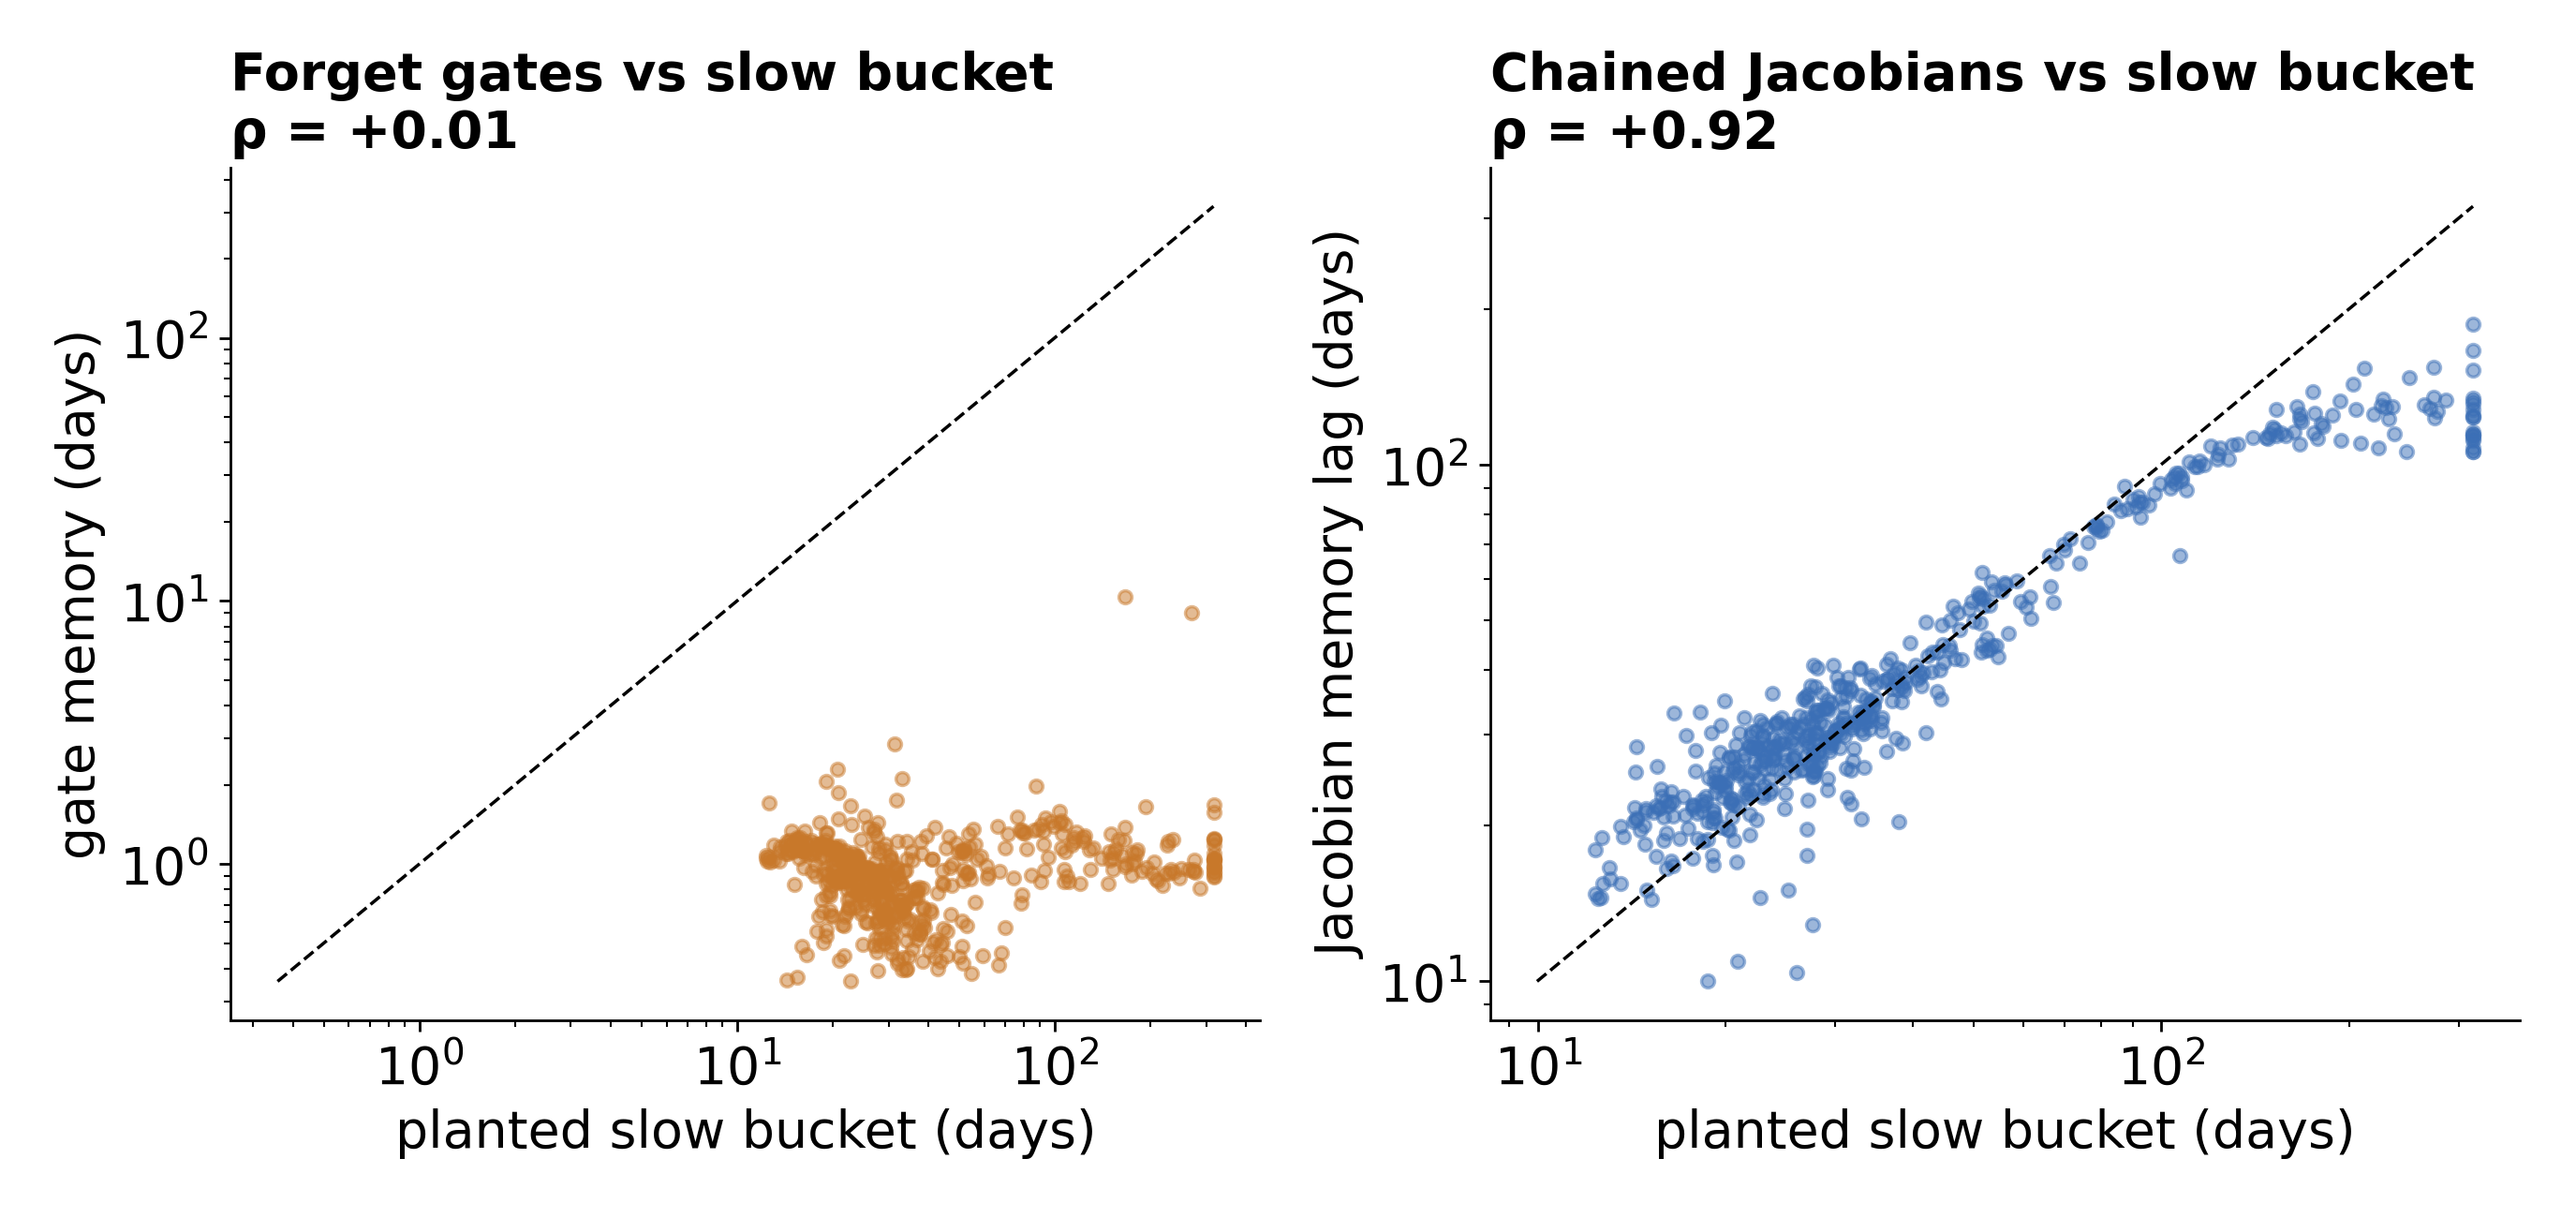 Forget gates vs slow bucket
ρ = +0.01
gate memory (days)
10²
10¹
10⁰
10⁰ 10¹ 10²
planted slow bucket (days)
Chained Jacobians vs slow bucket
ρ = +0.92
Jacobian memory lag (days)
10²
10¹
10¹ 10²
planted slow bucket (days)